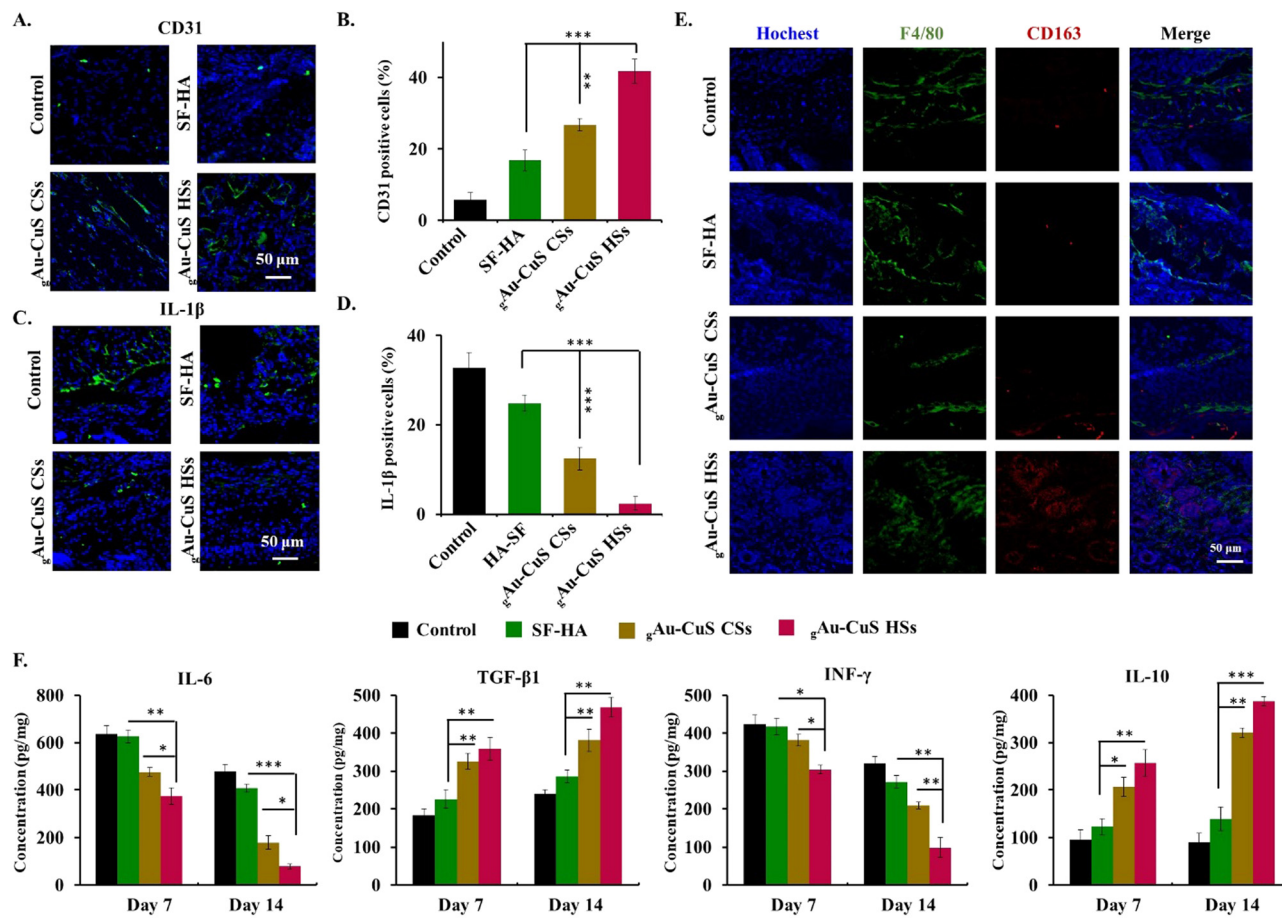 A.
CD31
Control
SF-HA
gAu-CuS CSs
gAu-CuS HSs
50 µm
B.
CD31 positive cells (%)
40
20
0
***
**
Control
SF-HA
gAu-CuS CSs
gAu-CuS HSs
C.
IL-1β
Control
SF-HA
gAu-CuS CSs
gAu-CuS HSs
50 µm
D.
IL-1β positive cells (%)
40
20
0
***
***
Control
HA-SF
gAu-CuS CSs
gAu-CuS HSs
E.
Hochest F4/80 CD163 Merge
Control
SF-HA
gAu-CuS CSs
gAu-CuS HSs
50 µm
Control SF-HA gAu-CuS CSs gAu-CuS HSs
F.
IL-6
Concentration (pg/mg)
800
600
400
200
0
**
*
***
*
Day 7 Day 14
TGF-β1
Concentration (pg/mg)
500
400
300
200
100
0
**
**
**
**
Day 7 Day 14
INF-γ
Concentration (pg/mg)
500
400
300
200
100
0
*
*
**
**
Day 7 Day 14
IL-10
Concentration (pg/mg)
400
300
200
100
0
**
*
***
**
Day 7 Day 14